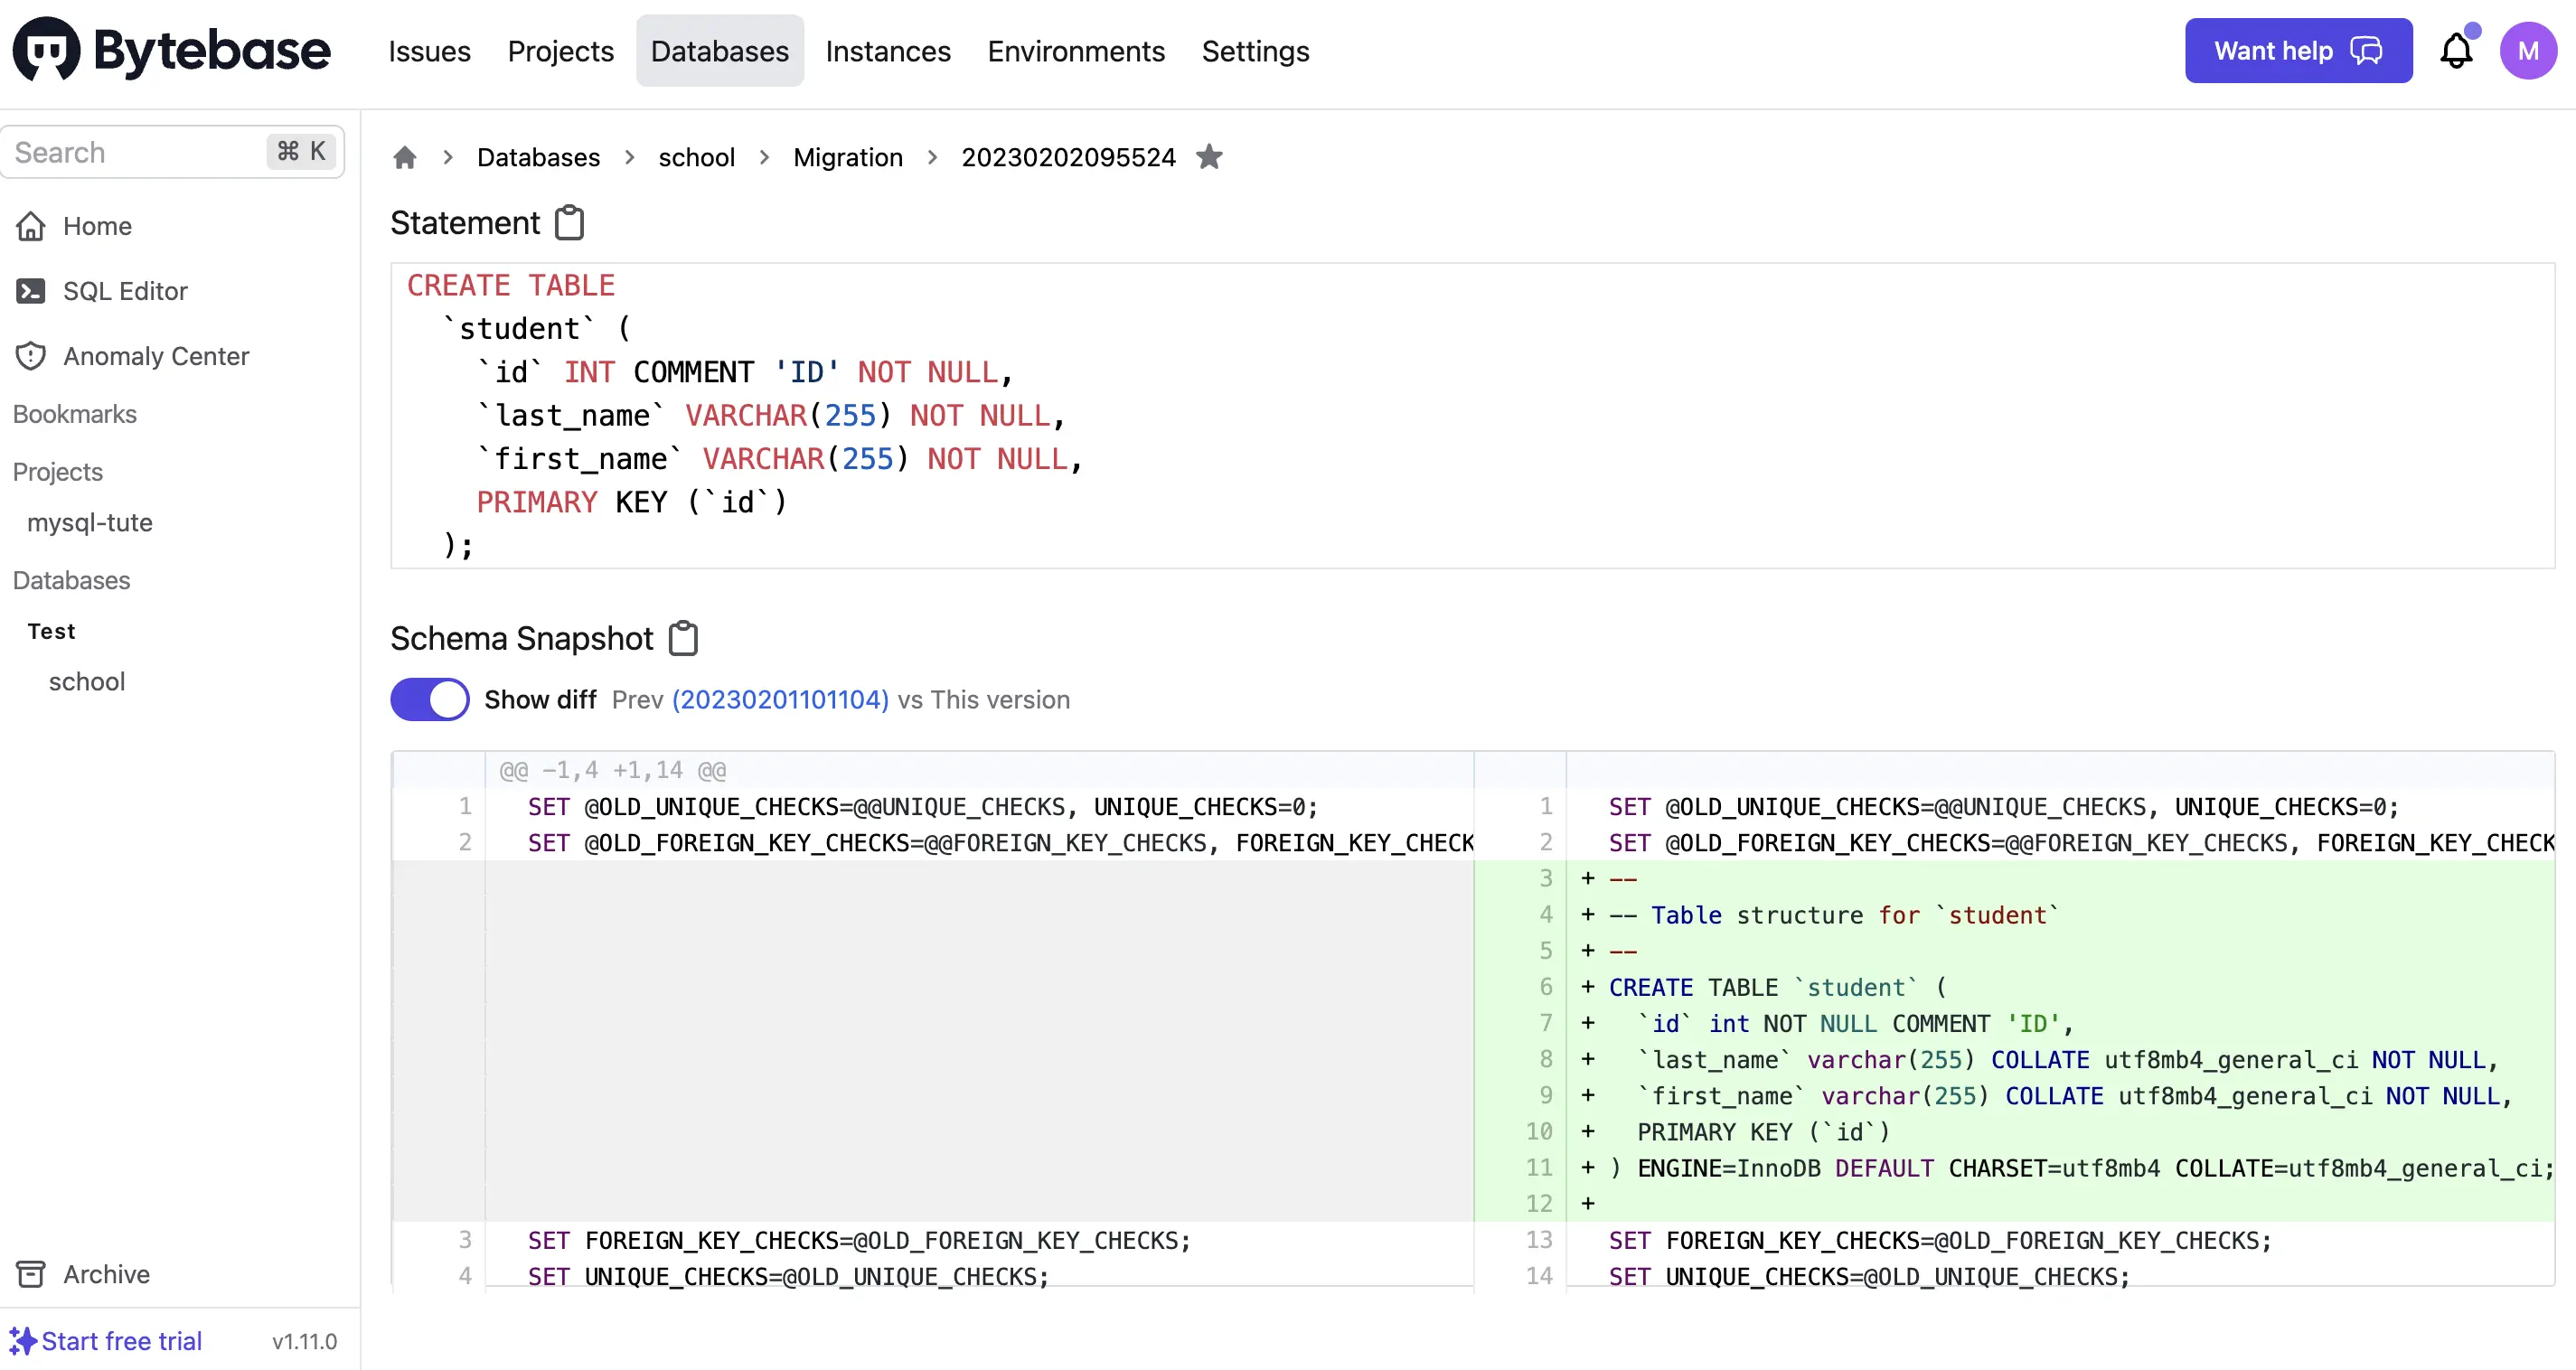 Bytebase
Issues Projects Databases Instances Environments Settings
Want help
M
Search ⌘ K
Home
SQL Editor
Anomaly Center
Bookmarks
Projects
mysql-tute
Databases
Test
school
Archive
Start free trial v1.11.0
Databases > school > Migration > 20230202095524
Statement
CREATE TABLE
`student` (
`id` INT COMMENT 'ID' NOT NULL,
`last_name` VARCHAR(255) NOT NULL,
`first_name` VARCHAR(255) NOT NULL,
PRIMARY KEY (`id`)
);
Schema Snapshot
Show diff Prev (20230201101104) vs This version
@@ -1,4 +1,14 @@
1 SET @OLD_UNIQUE_CHECKS=@@UNIQUE_CHECKS, UNIQUE_CHECKS=0;
2 SET @OLD_FOREIGN_KEY_CHECKS=@@FOREIGN_KEY_CHECKS, FOREIGN_KEY_CHECK
3 SET FOREIGN_KEY_CHECKS=@OLD_FOREIGN_KEY_CHECKS;
4 SET UNIQUE_CHECKS=@OLD_UNIQUE_CHECKS;
1 SET @OLD_UNIQUE_CHECKS=@@UNIQUE_CHECKS, UNIQUE_CHECKS=0;
2 SET @OLD_FOREIGN_KEY_CHECKS=@@FOREIGN_KEY_CHECKS, FOREIGN_KEY_CHECK
3 + --
4 + -- Table structure for `student`
5 + --
6 + CREATE TABLE `student` (
7 + `id` int NOT NULL COMMENT 'ID',
8 + `last_name` varchar(255) COLLATE utf8mb4_general_ci NOT NULL,
9 + `first_name` varchar(255) COLLATE utf8mb4_general_ci NOT NULL,
10 + PRIMARY KEY (`id`)
11 + ) ENGINE=InnoDB DEFAULT CHARSET=utf8mb4 COLLATE=utf8mb4_general_ci;
12 +
13 SET FOREIGN_KEY_CHECKS=@OLD_FOREIGN_KEY_CHECKS;
14 SET UNIQUE_CHECKS=@OLD_UNIQUE_CHECKS;